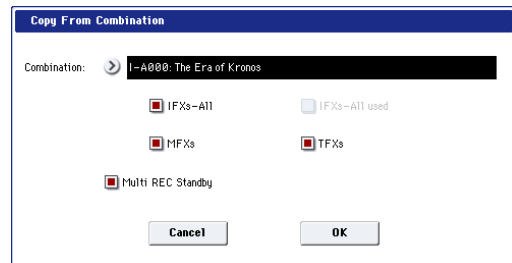 Copy From Combination
Combination: I-A000: The Era of Kronos
IFXs-All IFXs-All used
MFXs TFXs
Multi REC Standby
Cancel OK